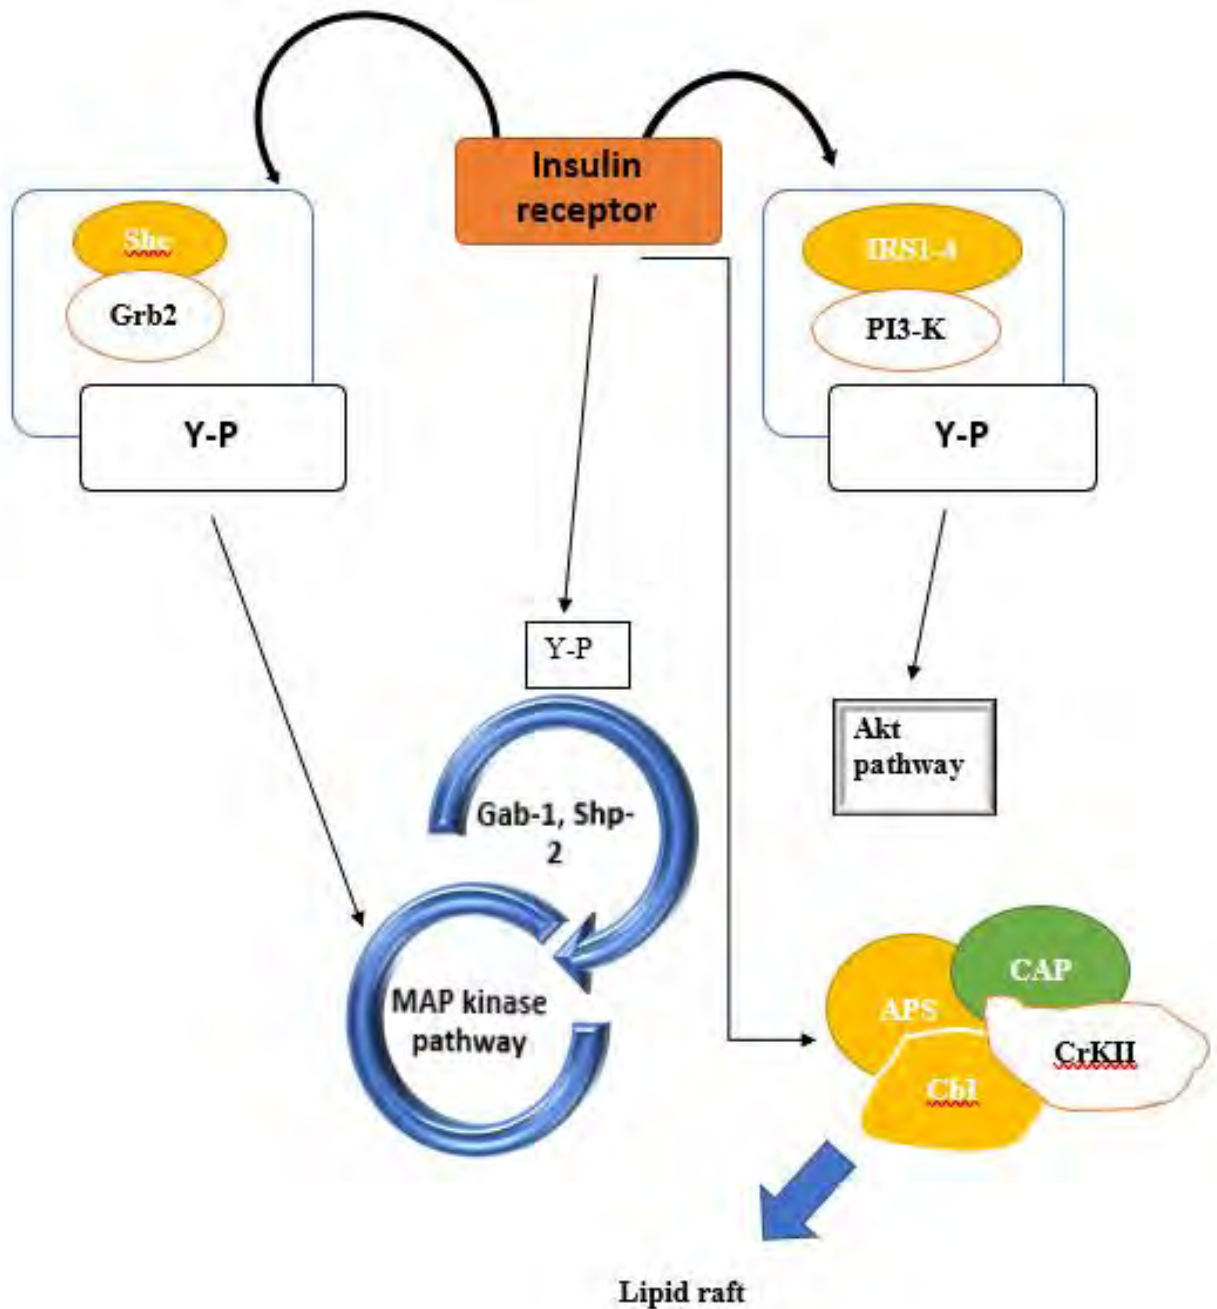 Insulin
receptor
Shc
Grb2
Y-P
IRS1-4
PI3-K
Y-P
Y-P
Akt
pathway
Gab-1, Shp-
2
MAP kinase
pathway
CAP
APS
CrKII
Cbl
Lipid raft